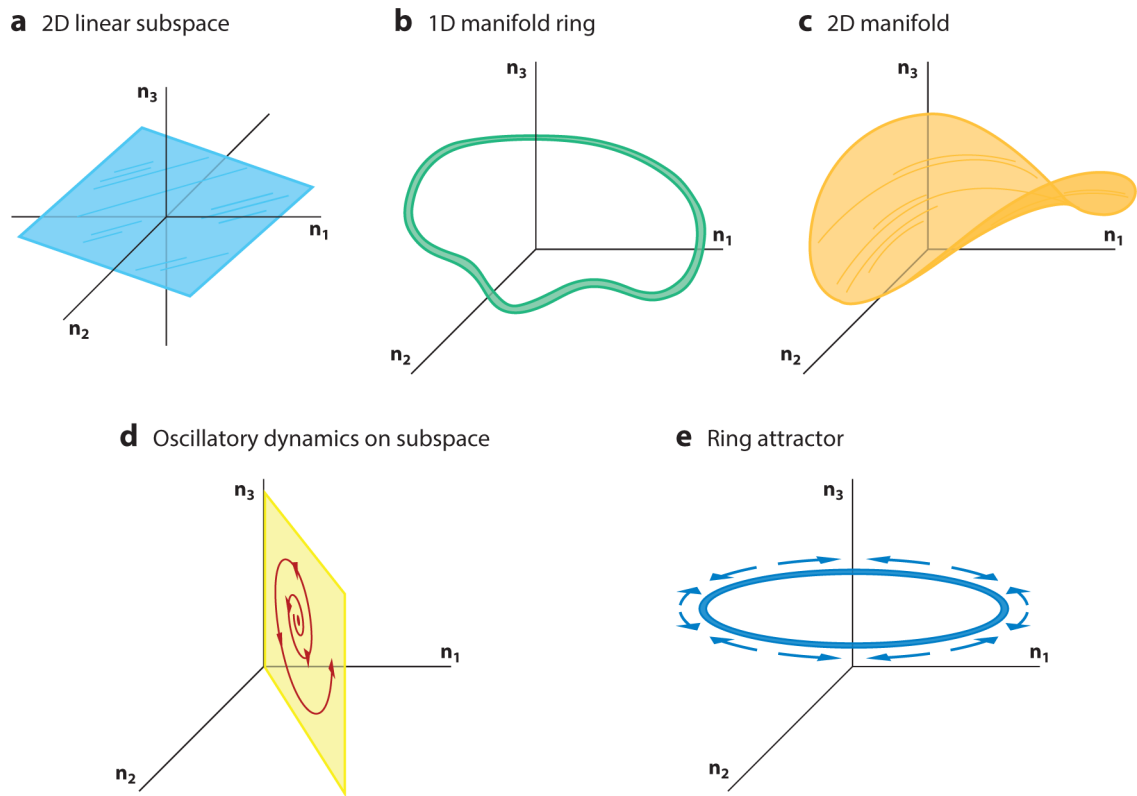 a 2D linear subspace
n3
n1
n2
b 1D manifold ring
n3
n1
n2
c 2D manifold
n3
n1
n2
d Oscillatory dynamics on subspace
n3
n1
n2
e Ring attractor
n3
n1
n2